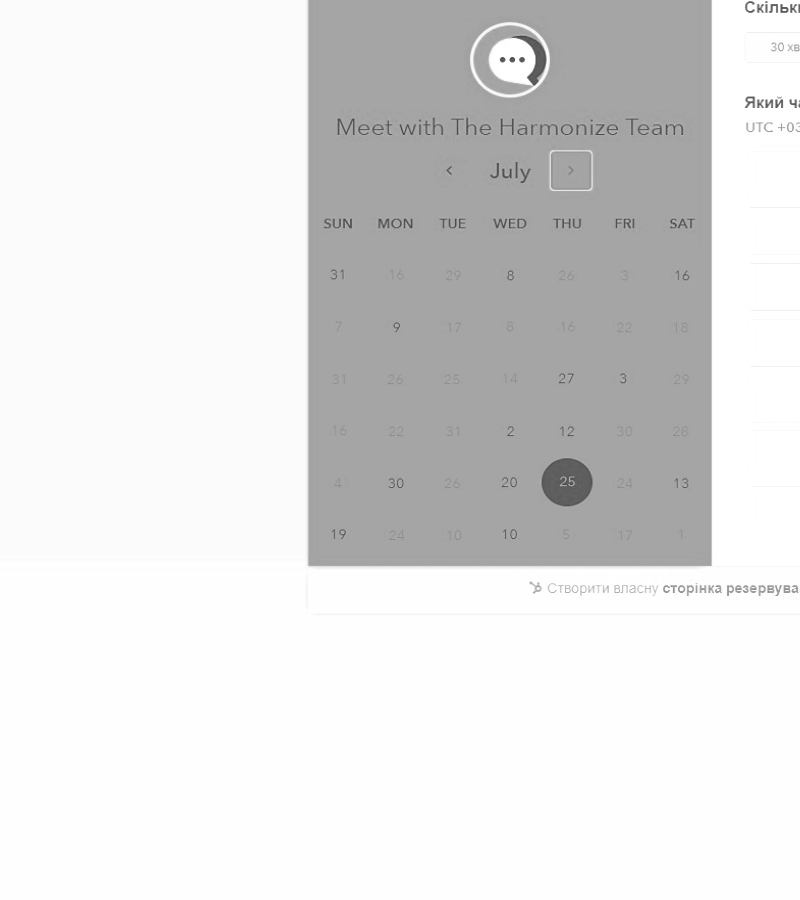 Скільк
30 хв
Meet with The Harmonize Team
Який ч
UTC +03
July
SUN MON TUE WED THU FRI SAT
31 16 29 8 26 3 16
7 9 17 8 16 22 18
31 26 25 14 27 3 29
16 22 31 2 12 30 28
4 30 26 20 25 24 13
19 24 10 10 5 17 1
Створити власну сторінка резервува